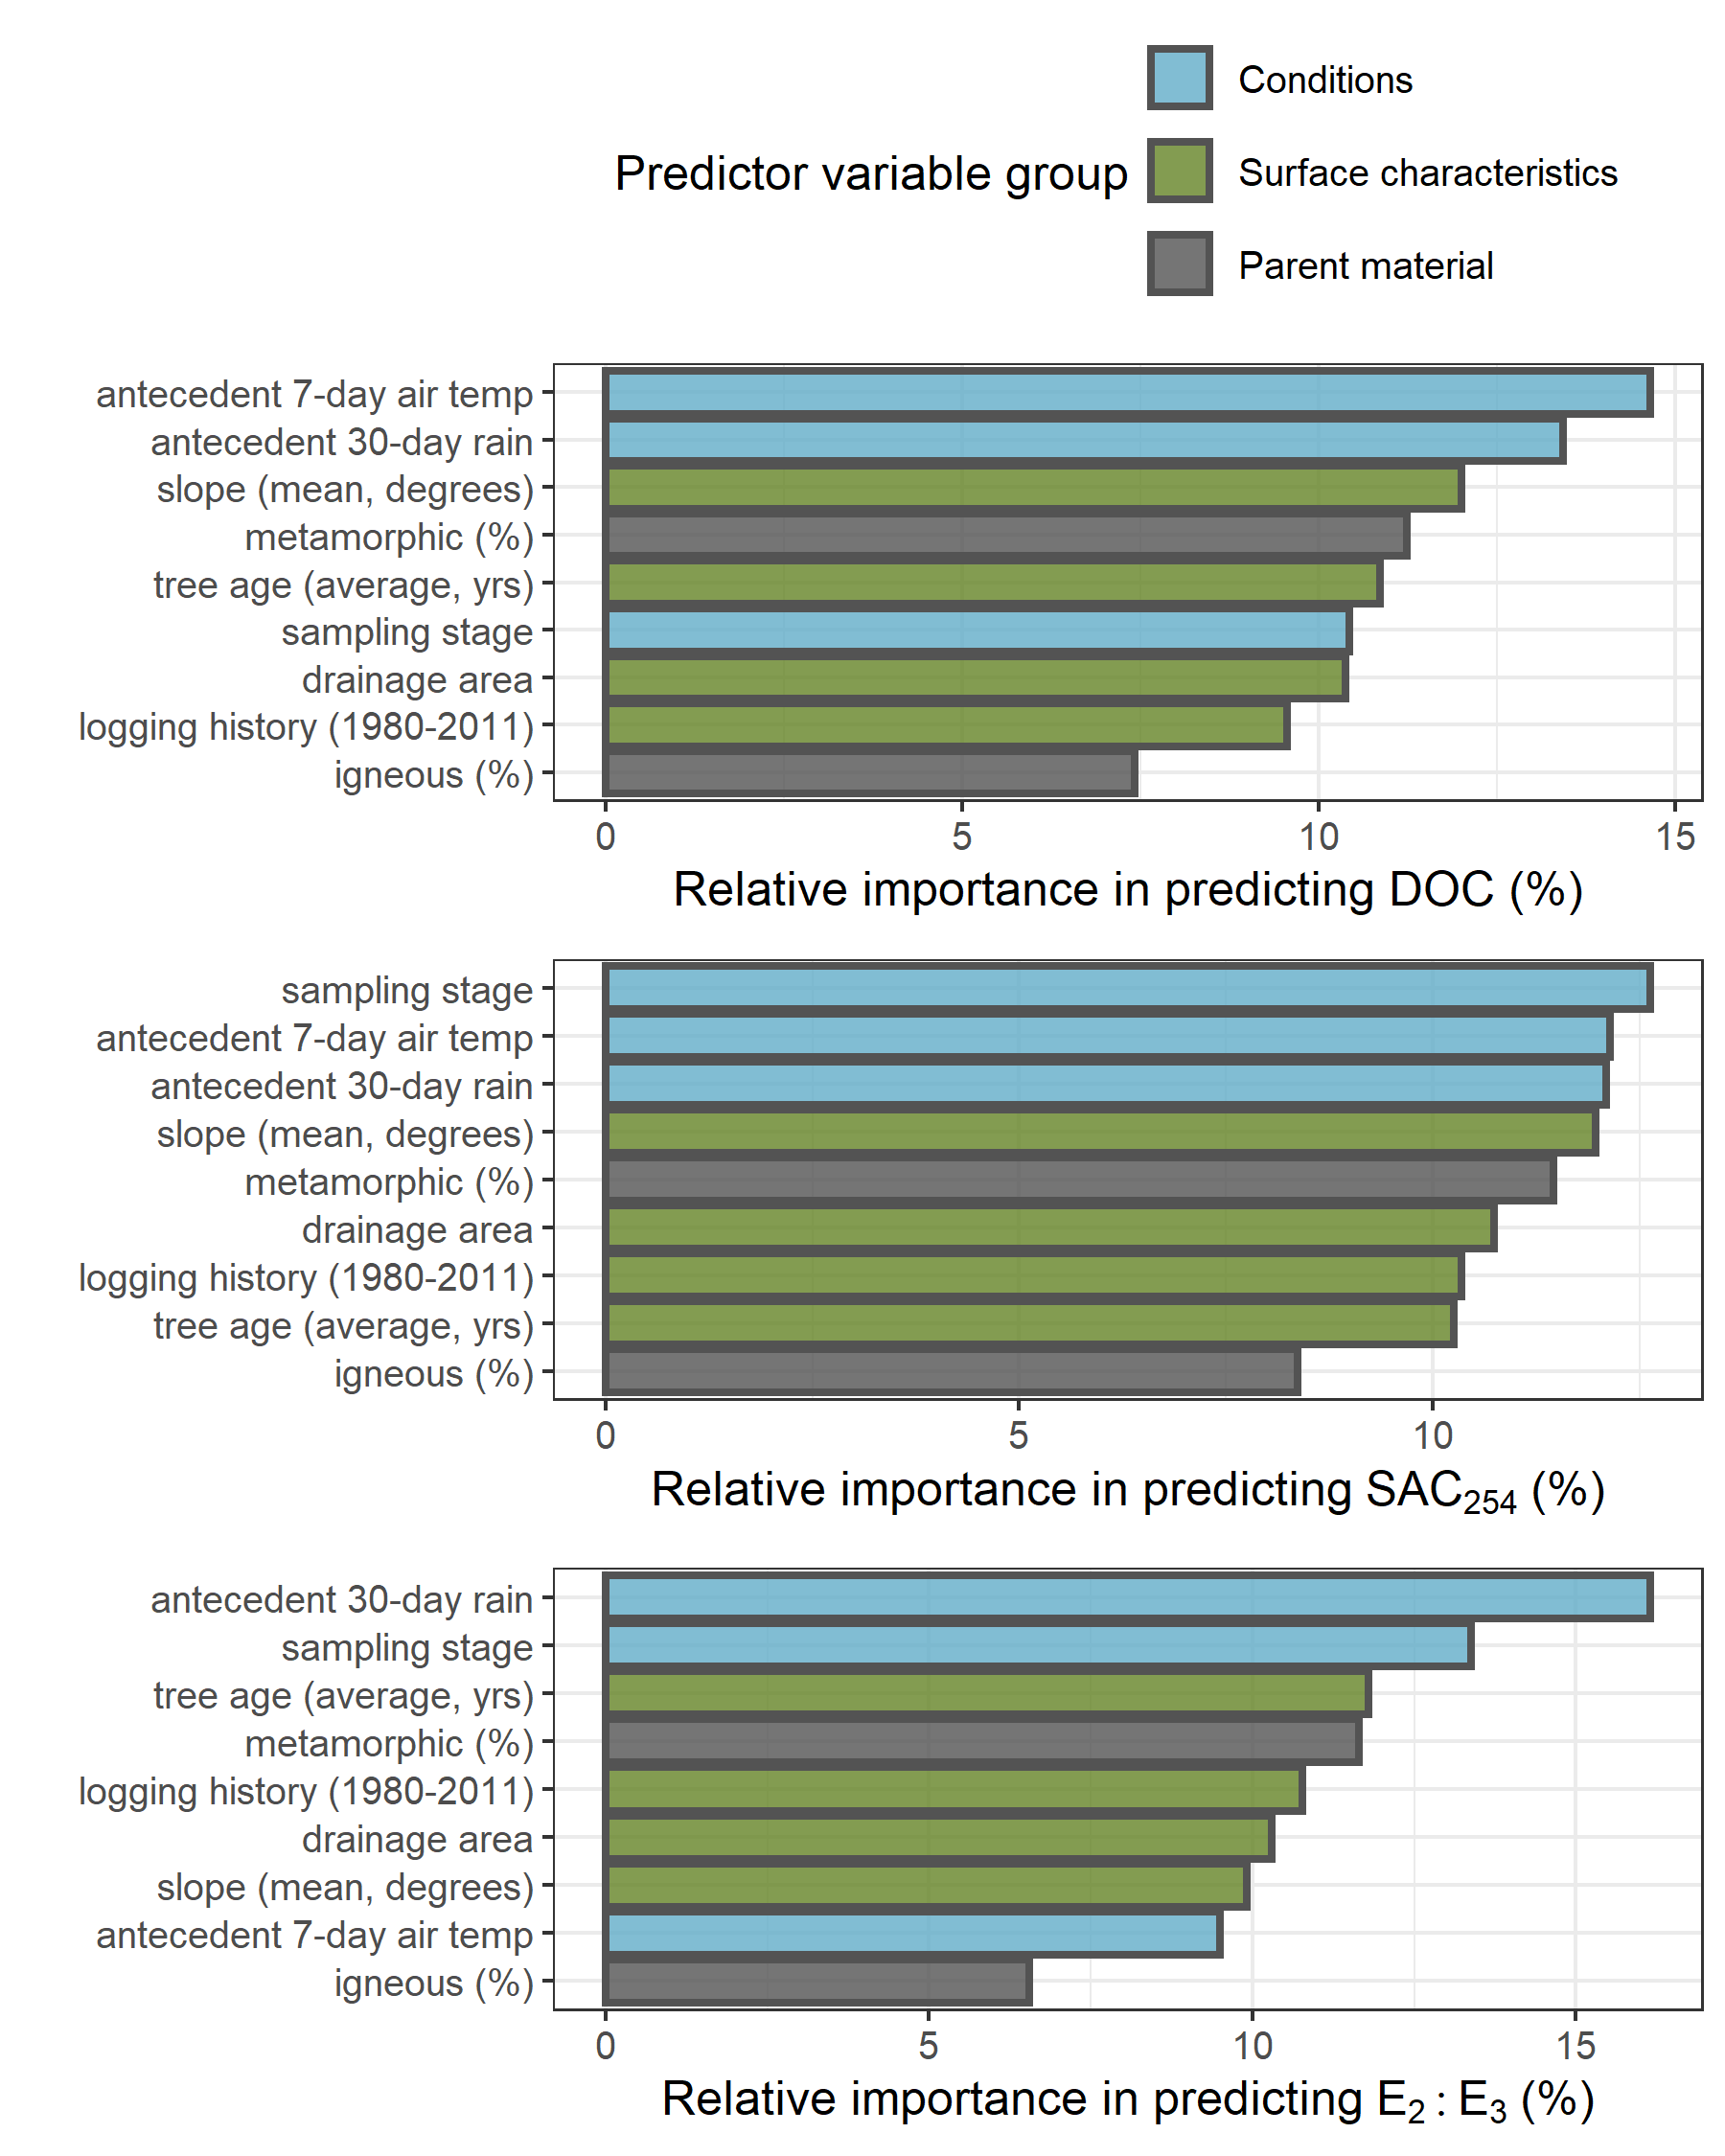 Conditions
Predictor variable group
Surface characteristics
Parent material
antecedent 7-day air temp
antecedent 30-day rain
slope (mean, degrees)
metamorphic (%)
tree age (average, yrs)
sampling stage
drainage area
logging history (1980-2011)
igneous (%)
0 5 10 15
Relative importance in predicting DOC (%)
sampling stage
antecedent 7-day air temp
antecedent 30-day rain
slope (mean, degrees)
metamorphic (%)
drainage area
logging history (1980-2011)
tree age (average, yrs)
igneous (%)
0 5 10
Relative importance in predicting SAC₂₅₄ (%)
antecedent 30-day rain
sampling stage
tree age (average, yrs)
metamorphic (%)
logging history (1980-2011)
drainage area
slope (mean, degrees)
antecedent 7-day air temp
igneous (%)
0 5 10 15
Relative importance in predicting E₂ : E₃ (%)